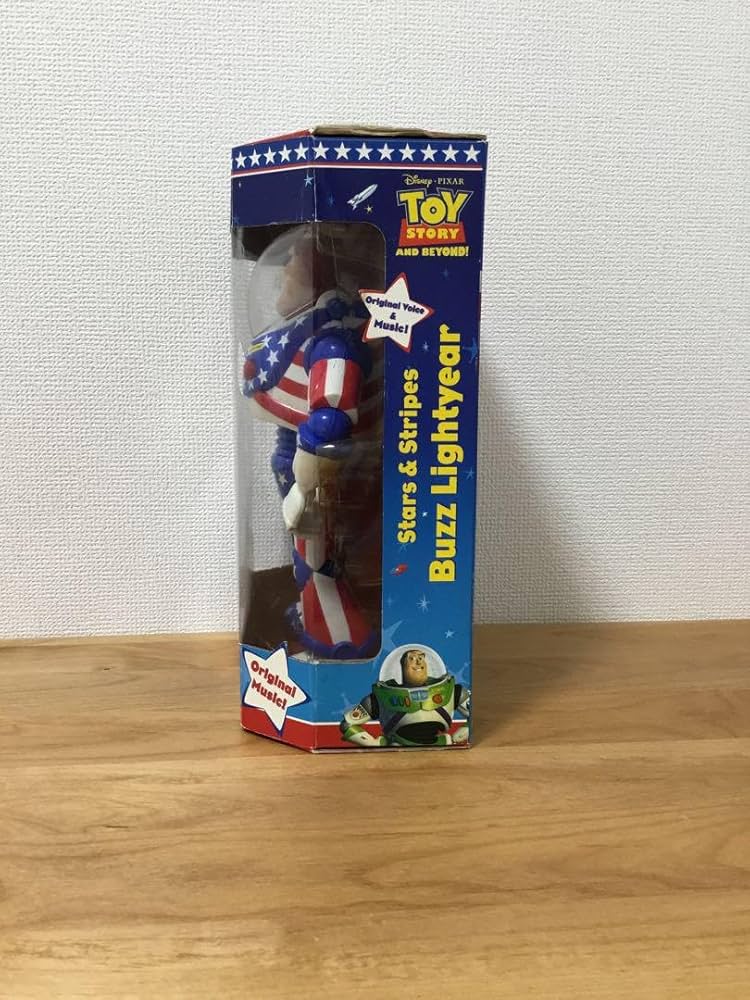 Disney • PIXAR
TOY
STORY
AND BEYOND!
Original Voice
&
Music!
Stars & Stripes
Buzz Lightyear
Original
Music!